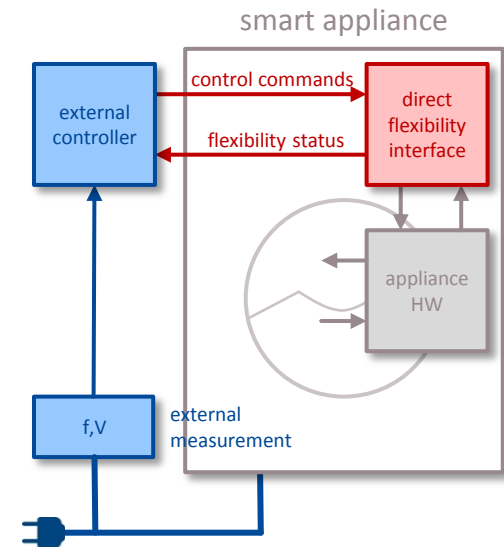 smart appliance
control commands
external
controller
direct
flexibility
interface
flexibility status
appliance
HW
f,V
external
measurement